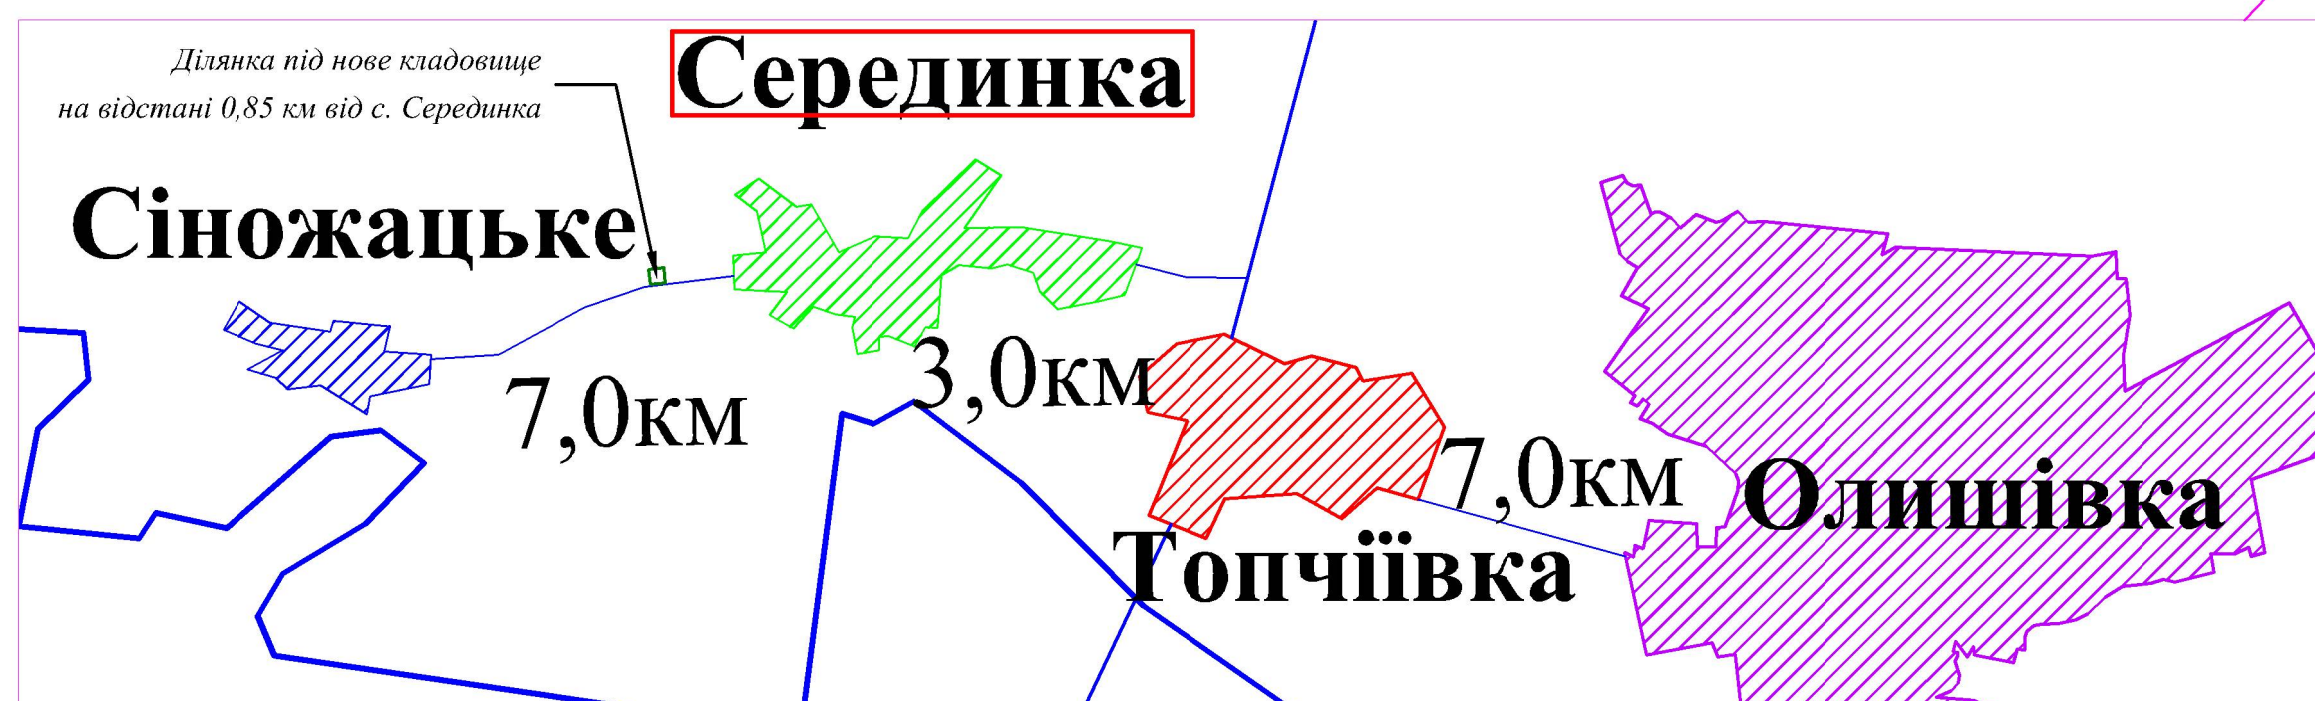 Ділянка під нове кладовище
на відстані 0,85 км від с. Серединка
Серединка
Сіножацьке
7,0км
3,0км
7,0км
Олишівка
Топчіївка